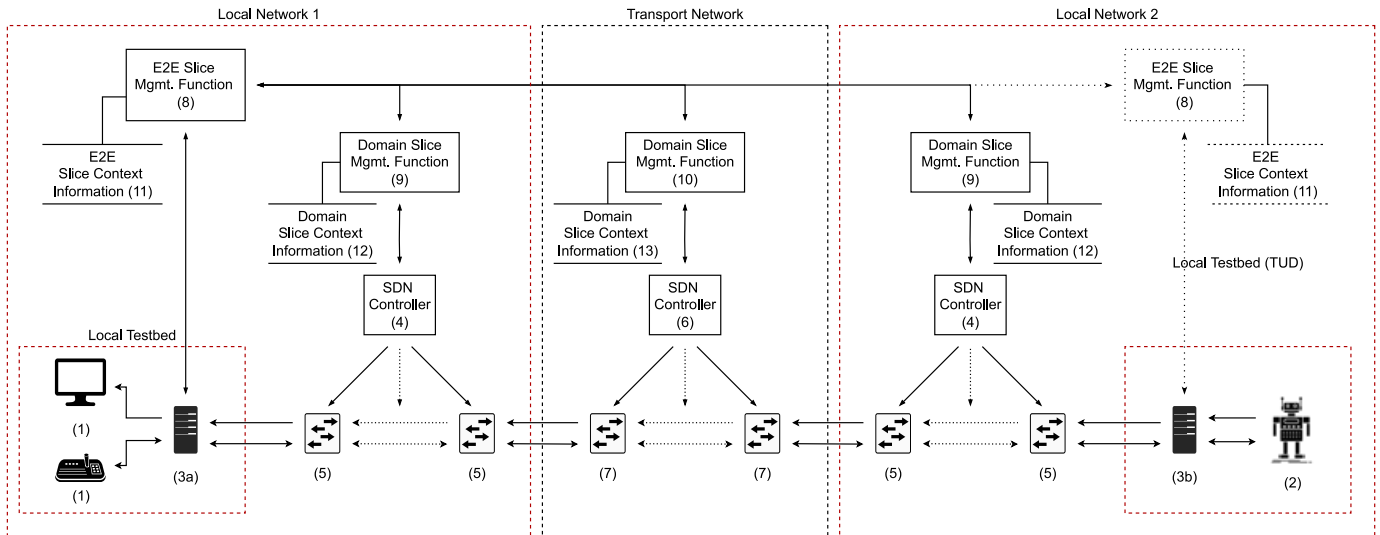 Local Network 1
Transport Network
Local Network 2
E2E Slice
Mgmt. Function
(8)
E2E
Slice Context
Information (11)
Domain Slice
Mgmt. Function
(9)
Domain
Slice Context
Information (12)
SDN
Controller
(4)
Domain Slice
Mgmt. Function
(10)
Domain
Slice Context
Information (13)
SDN
Controller
(6)
Domain Slice
Mgmt. Function
(9)
Domain
Slice Context
Information (12)
SDN
Controller
(4)
E2E Slice
Mgmt. Function
(8)
E2E
Slice Context
Information (11)
Local Testbed (TUD)
Local Testbed
(1)
(1)
(3a)
(5)
(5)
(7)
(7)
(5)
(5)
(3b)
(2)